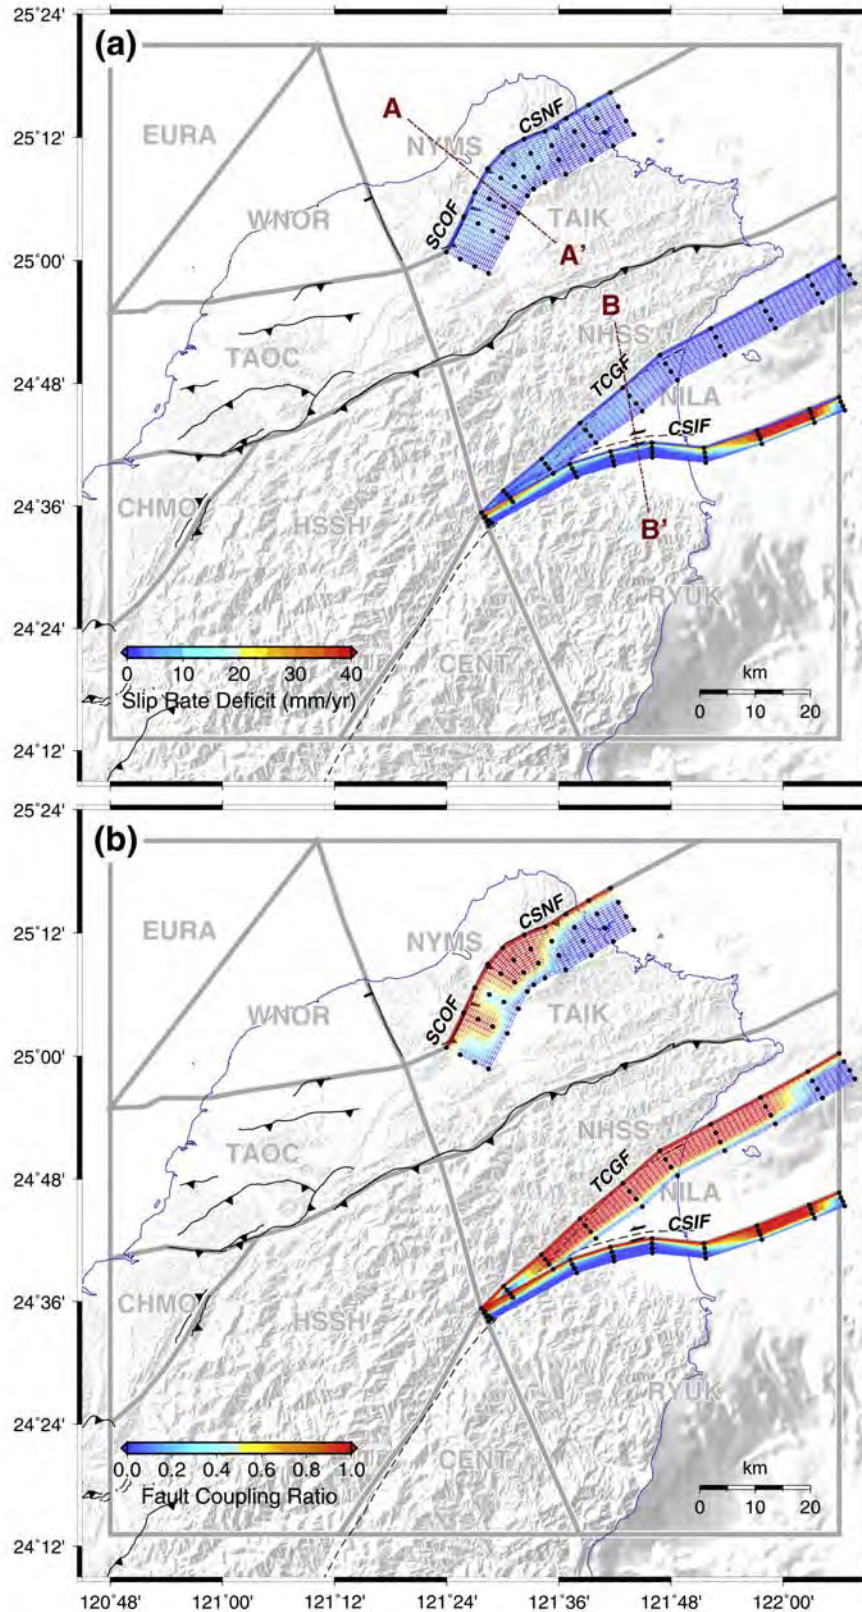 25°24'
(a)
A
CSNF
25°12'
EURA
NYMS
WNOR
SCOF
TAIK
A'
25°00'
B
NHSS
TAOC
TCGF
24°48'
NILA
CSIF
24°36'
CHMO
HSSH
B'
RYUK
24°24'
CENT
km
0 10 20 30 40
Slip Rate Deficit (mm/yr)
0 10 20
24°12'
25°24'
(b)
CSNF
25°12'
EURA
NYMS
WNOR
SCOF
TAIK
25°00'
NHSS
TAOC
TCGF
24°48'
NILA
CSIF
24°36'
CHMO
HSSH
RYUK
24°24'
CENT
km
0.0 0.2 0.4 0.6 0.8 1.0
Fault Coupling Ratio
0 10 20
24°12'
120°48' 121°00' 121°12' 121°24' 121°36' 121°48' 122°00'